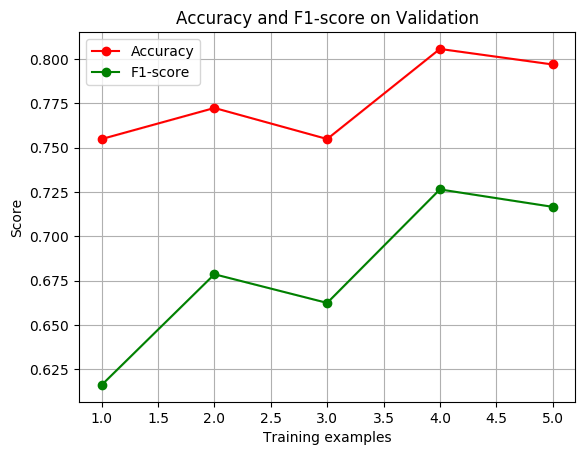 Accuracy and F1-score on Validation
Accuracy
F1-score
0.800
0.775
0.750
0.725
0.700
0.675
0.650
0.625
Score
1.0 1.5 2.0 2.5 3.0 3.5 4.0 4.5 5.0
Training examples